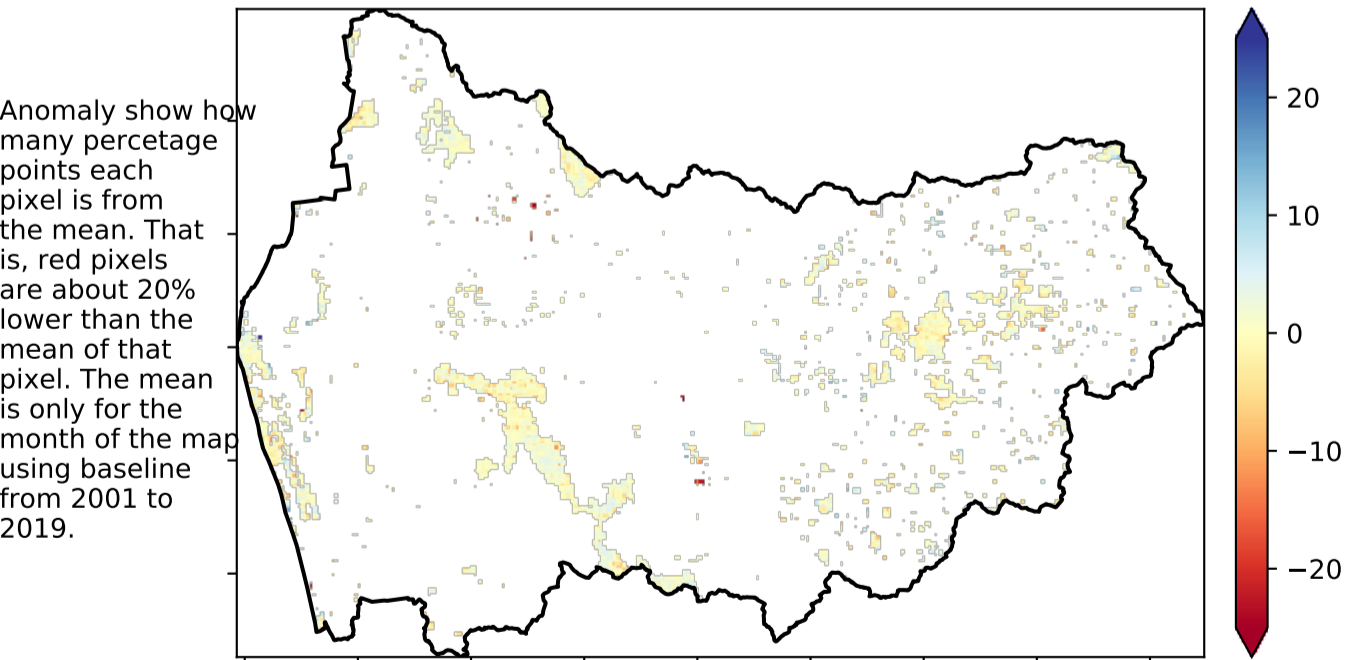 Anomaly show how
many percetage
points each
pixel is from
the mean. That
is, red pixels
are about 20%
lower than the
mean of that
pixel. The mean
is only for the
month of the map
using baseline
from 2001 to
2019.
20
10
0
−10
−20